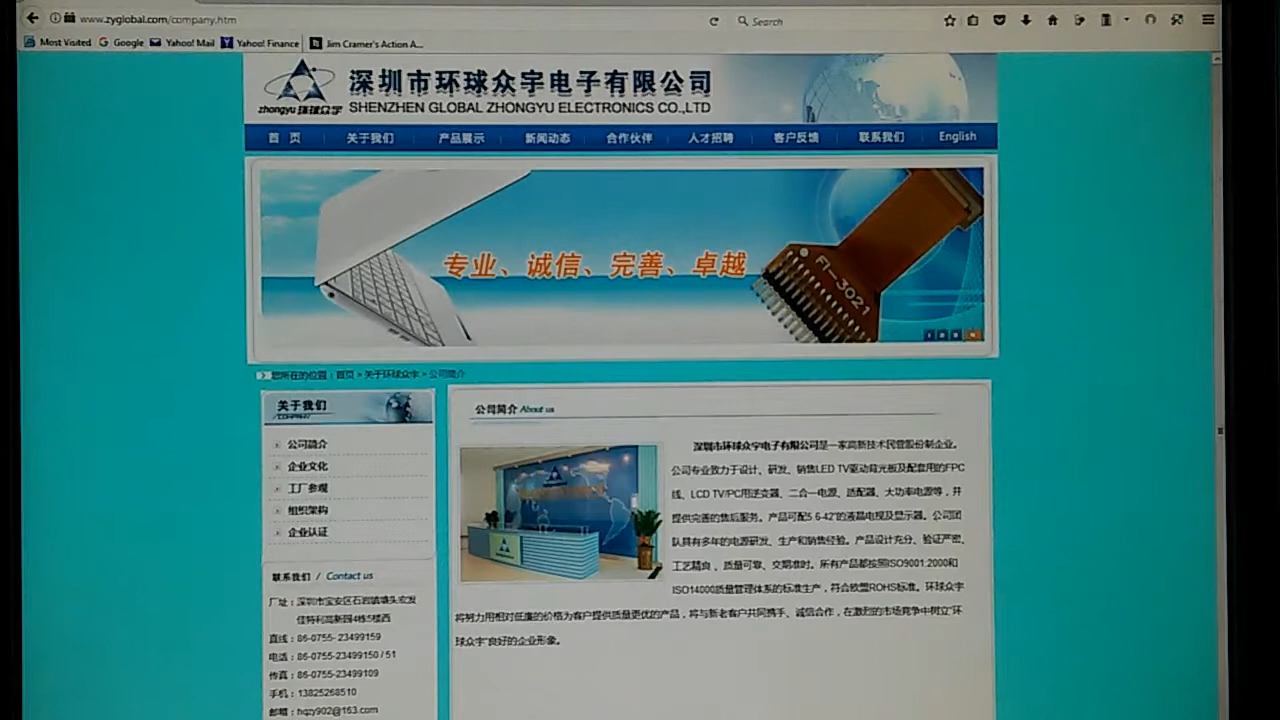 www.zyglobal.com/company.htm
Search
Most Visited Google Yahoo! Mail Yahoo! Finance Jim Cramer's Action A...
深圳市环球众宇电子有限公司
zhongyu 环球众宇 SHENZHEN GLOBAL ZHONGYU ELECTRONICS CO.,LTD
首 页 关于我们 产品展示 新闻动态 合作伙伴 人才招聘 客户反馈 联系我们 English
专业、诚信、完善、卓越
FI-3021
您所在的位置：首页 > 关于环球众宇 > 公司简介
关于我们
COMPANY
公司简介
企业文化
工厂参观
组织架构
企业认证
联系我们 / Contact us
厂址：深圳市宝安区石岩镇塘头宏发
佳特利高新园4栋5楼西
直线：86-0755- 23499159
电话：86-0755-23499150 / 51
传真：86-0755-23499109
手机：13825268510
邮箱：hqzy902@163.com
公司简介 About us
深圳市环球众宇电子有限公司是一家高新技术民营股份制企业。
公司专业致力于设计、研发、销售LED TV驱动背光板及配套用的FPC
线、LCD TV/PC用逆变器、二合一电源、适配器、大功率电源等，并
提供完善的售后服务。产品可配5.6-42"的液晶电视及显示器。公司团
队具有多年的电源研发、生产和销售经验。产品设计充分、验证严密、
工艺精良 、质量可靠、交期准时。所有产品都按照ISO9001:2000和
ISO14000质量管理体系的标准生产，符合欧盟ROHS标准。环球众宇
将努力用相对低廉的价格为客户提供质量更优的产品，将与新老客户共同携手、诚信合作，在激烈的市场竞争中树立"环
球众宇"良好的企业形象。